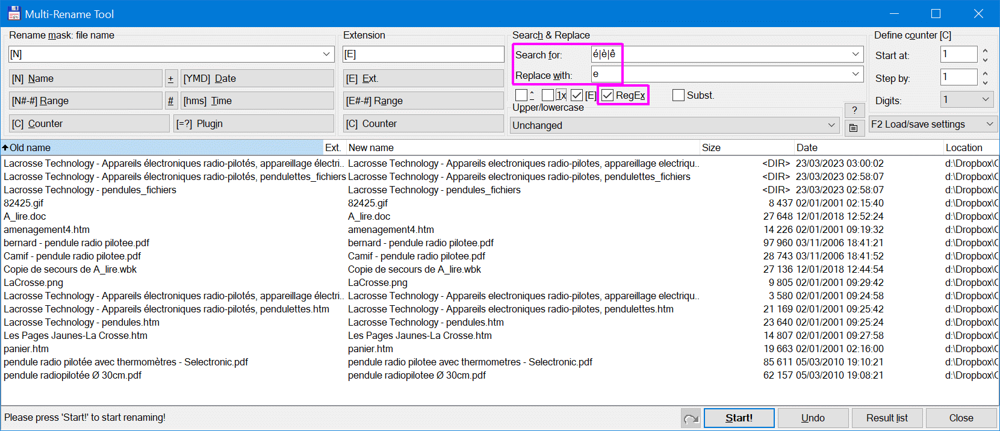 Multi-Rename Tool
Rename mask: file name
Extension
Search & Replace
Define counter [C]
[N]
[E]
Search for:
é|è|ê
Start at:
1
Replace with:
e
[N] Name
+
[YMD] Date
[E] Ext.
Step by:
1
^
1x
[E]
RegEx
Subst.
[N#-#] Range
#
[hms] Time
[E#-#] Range
Digits:
1
Upper/lowercase
?
[C] Counter
[=?] Plugin
[C] Counter
Unchanged
F2 Load/save settings
Old name Ext. New name Size Date Location
Lacrosse Technology - Appareils électroniques radio-pilotés, appareillage électri.. Lacrosse Technology - Appareils electroniques radio-pilotes, appareillage electriqu.. <DIR> 23/03/2023 03:00:02 d:\Dropbox\C
Lacrosse Technology - Appareils électroniques radio-pilotés, pendulettes_fichiers Lacrosse Technology - Appareils electroniques radio-pilotes, pendulettes_fichiers <DIR> 23/03/2023 02:58:07 d:\Dropbox\C
Lacrosse Technology - pendules_fichiers Lacrosse Technology - pendules_fichiers <DIR> 23/03/2023 02:58:07 d:\Dropbox\C
82425.gif 82425.gif 8 437 02/01/2001 02:15:40 d:\Dropbox\C
A_lire.doc A_lire.doc 27 648 12/01/2018 12:52:24 d:\Dropbox\C
amenagement4.htm amenagement4.htm 14 226 02/01/2001 09:19:32 d:\Dropbox\C
bernard - pendule radio pilotee.pdf bernard - pendule radio pilotee.pdf 97 960 03/11/2006 18:41:21 d:\Dropbox\C
Camif - pendule radio pilotee.pdf Camif - pendule radio pilotee.pdf 28 743 03/11/2006 18:41:52 d:\Dropbox\C
Copie de secours de A_lire.wbk Copie de secours de A_lire.wbk 27 136 12/01/2018 12:44:54 d:\Dropbox\C
LaCrosse.png LaCrosse.png 9 805 02/01/2001 09:29:42 d:\Dropbox\C
Lacrosse Technology - Appareils électroniques radio-pilotés, appareillage électri.. Lacrosse Technology - Appareils electroniques radio-pilotes, appareillage electriqu.. 3 580 02/01/2001 09:24:58 d:\Dropbox\C
Lacrosse Technology - Appareils électroniques radio-pilotés, pendulettes.htm Lacrosse Technology - Appareils electroniques radio-pilotes, pendulettes.htm 21 169 02/01/2001 09:25:42 d:\Dropbox\C
Lacrosse Technology - pendules.htm Lacrosse Technology - pendules.htm 23 640 02/01/2001 09:25:24 d:\Dropbox\C
Les Pages Jaunes-La Crosse.htm Les Pages Jaunes-La Crosse.htm 14 807 02/01/2001 09:27:58 d:\Dropbox\C
panier.htm panier.htm 19 663 02/01/2001 02:16:00 d:\Dropbox\C
pendule radio pilotée avec thermomètres - Selectronic.pdf pendule radio pilotee avec thermometres - Selectronic.pdf 85 611 05/03/2010 19:10:21 d:\Dropbox\C
pendule radiopilotée Ø 30cm.pdf pendule radiopilotee Ø 30cm.pdf 62 157 05/03/2010 19:08:21 d:\Dropbox\C
Please press 'Start!' to start renaming!
Start!
Undo
Result list
Close